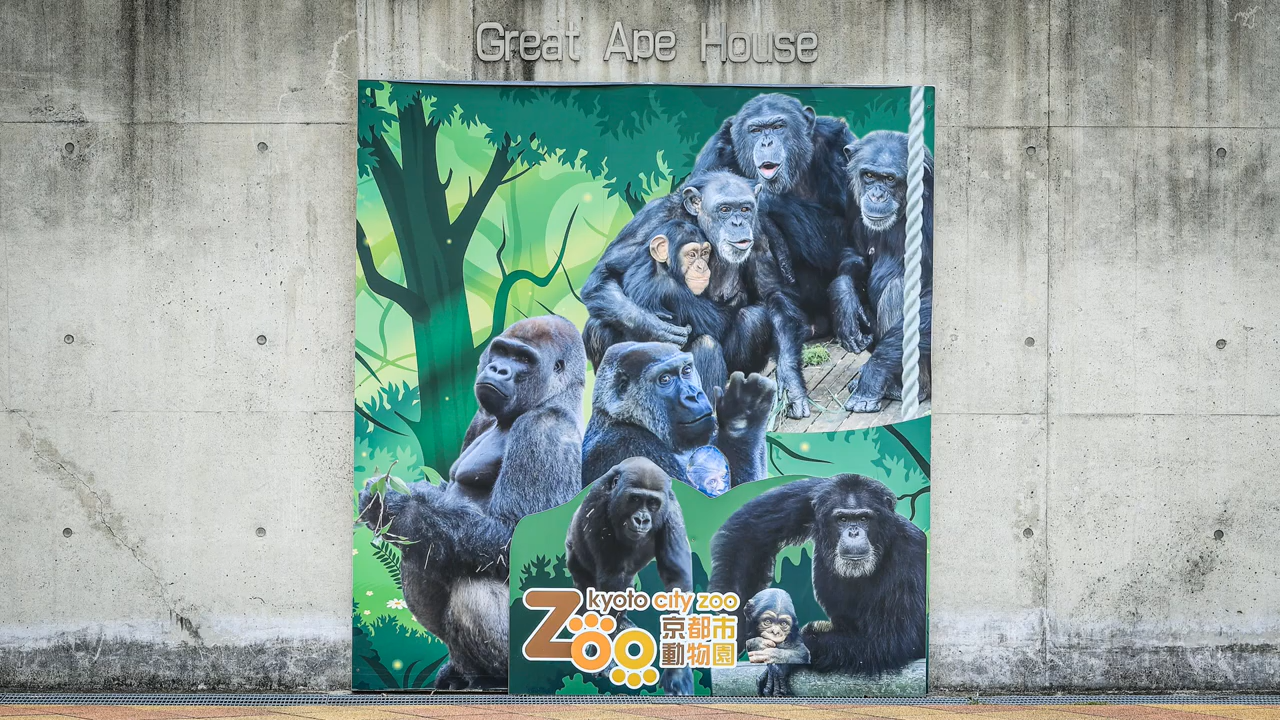 Great Ape House
Zoo
kyoto city zoo
京都市
動物園